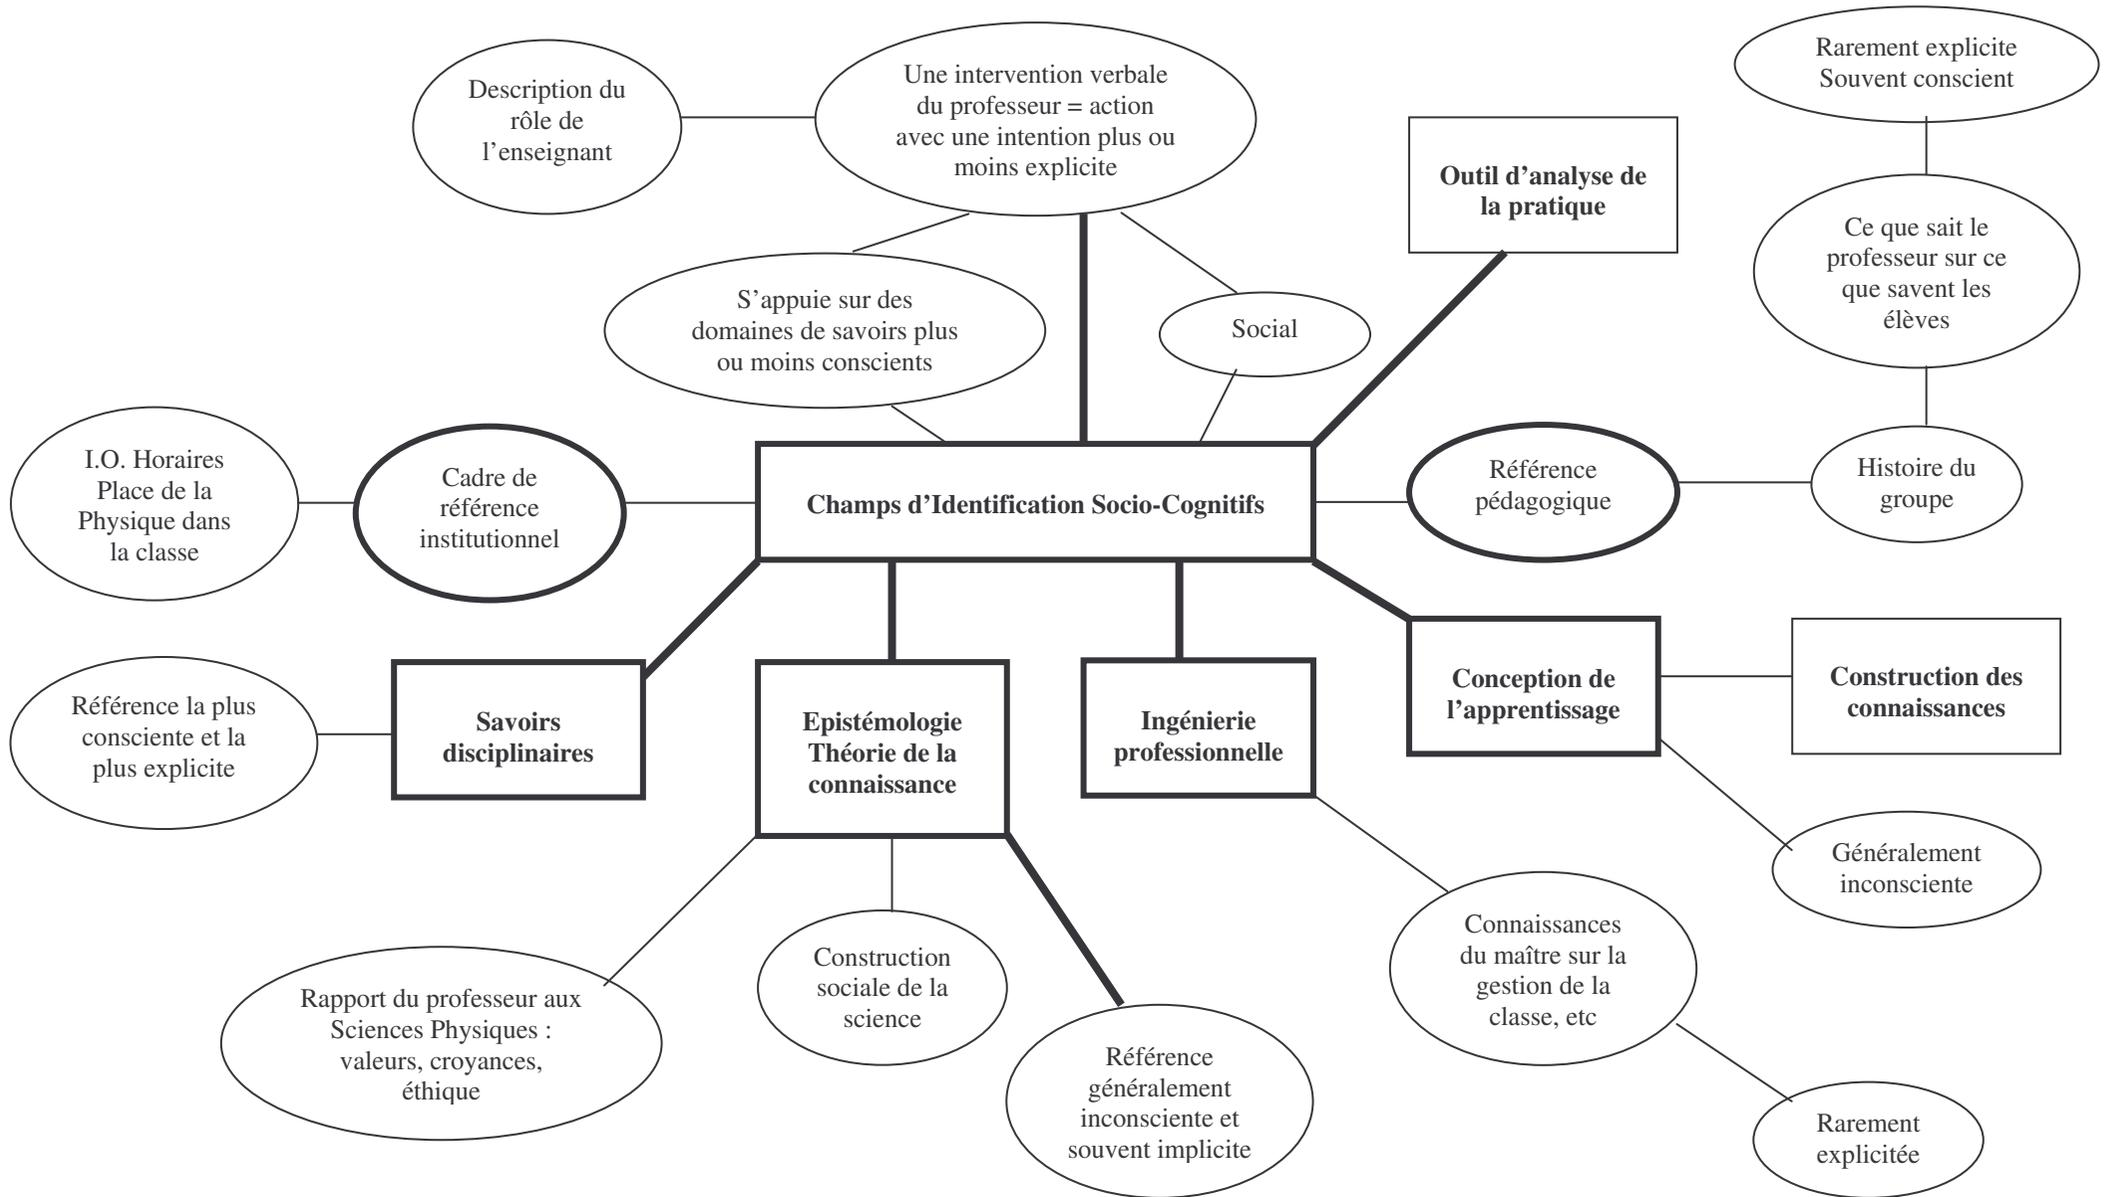 Rarement explicite
Souvent conscient
Une intervention verbale
du professeur = action
avec une intention plus ou
moins explicite
Description du
rôle de
l’enseignant
Outil d’analyse de
la pratique
Ce que sait le
professeur sur ce
que savent les
élèves
S’appuie sur des
domaines de savoirs plus
ou moins conscients
Social
I.O. Horaires
Place de la
Physique dans
la classe
Cadre de
référence
institutionnel
Champs d’Identification Socio-Cognitifs
Référence
pédagogique
Histoire du
groupe
Référence la plus
consciente et la
plus explicite
Savoirs
disciplinaires
Epistémologie
Théorie de la
connaissance
Ingénierie
professionnelle
Conception de
l’apprentissage
Construction des
connaissances
Généralement
inconsciente
Rapport du professeur aux
Sciences Physiques :
valeurs, croyances,
éthique
Construction
sociale de la
science
Référence
généralement
inconsciente et
souvent implicite
Connaissances
du maître sur la
gestion de la
classe, etc
Rarement
explicitée